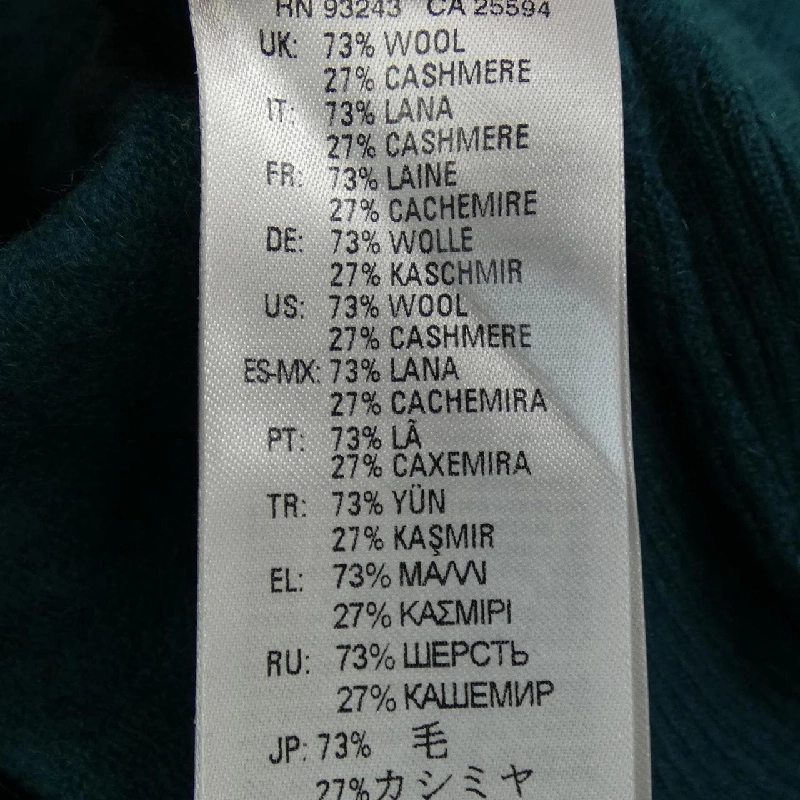 RN 93243 CA 25594
UK: 73% WOOL
27% CASHMERE
IT: 73% LANA
27% CASHMERE
FR: 73% LAINE
27% CACHEMIRE
DE: 73% WOLLE
27% KASCHMIR
US: 73% WOOL
27% CASHMERE
ES-MX: 73% LANA
27% CACHEMIRA
PT: 73% LÃ
27% CAXEMIRA
TR: 73% YÜN
27% KAŞMIR
EL: 73% ΜΑΛΛΙ
27% ΚΑΣΜΙΡΙ
RU: 73% ШЕРСТЬ
27% КАШЕМИР
JP: 73% 毛
27% カシミヤ